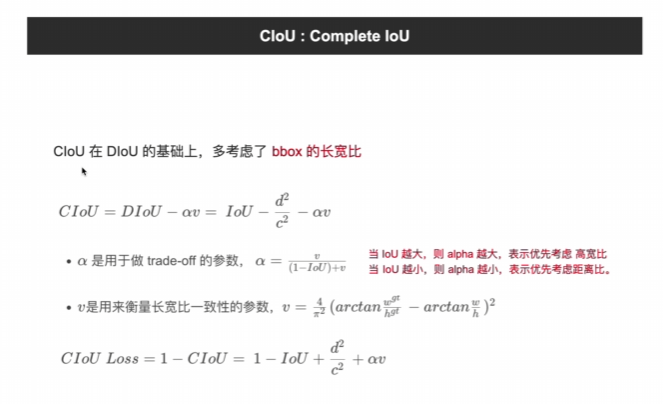 CIoU : Complete IoU
CIoU 在 DIoU 的基础上，多考虑了 bbox 的长宽比
$CIoU = DIoU - \alpha v = IoU - \frac{d^2}{c^2} - \alpha v$
• $\alpha$ 是用于做 trade-off 的参数， $\alpha = \frac{v}{(1-IoU)+v}$
当 IoU 越大，则 alpha 越大，表示优先考虑 高宽比
当 IoU 越小，则 alpha 越小，表示优先考虑距离比。
• $v$是用来衡量长宽比一致性的参数，$v = \frac{4}{\pi^2}(arctan\frac{w^{gt}}{h^{gt}} - arctan\frac{w}{h})^2$
$CIoU\ Loss = 1 - CIoU = 1 - IoU + \frac{d^2}{c^2} + \alpha v$